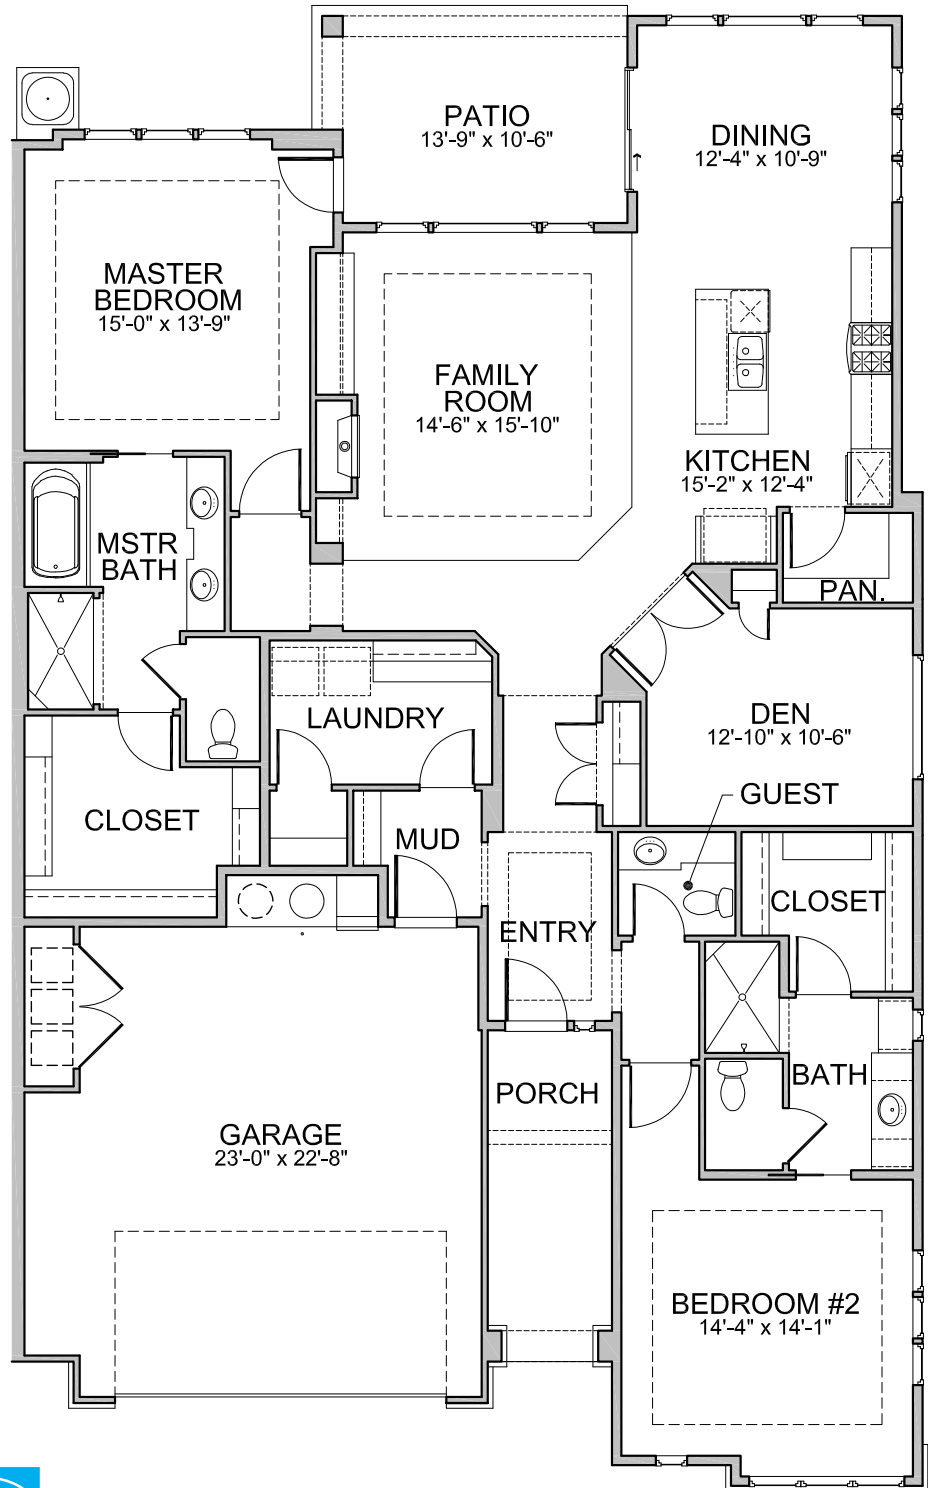 PATIO
13'-9" x 10'-6"
DINING
12'-4" x 10'-9"
MASTER
BEDROOM
15'-0" x 13'-9"
FAMILY
ROOM
14'-6" x 15'-10"
KITCHEN
15'-2" x 12'-4"
MSTR
BATH
PAN.
LAUNDRY
DEN
12'-10" x 10'-6"
GUEST
CLOSET
MUD
CLOSET
ENTRY
BATH
PORCH
GARAGE
23'-0" x 22'-8"
BEDROOM #2
14'-4" x 14'-1"